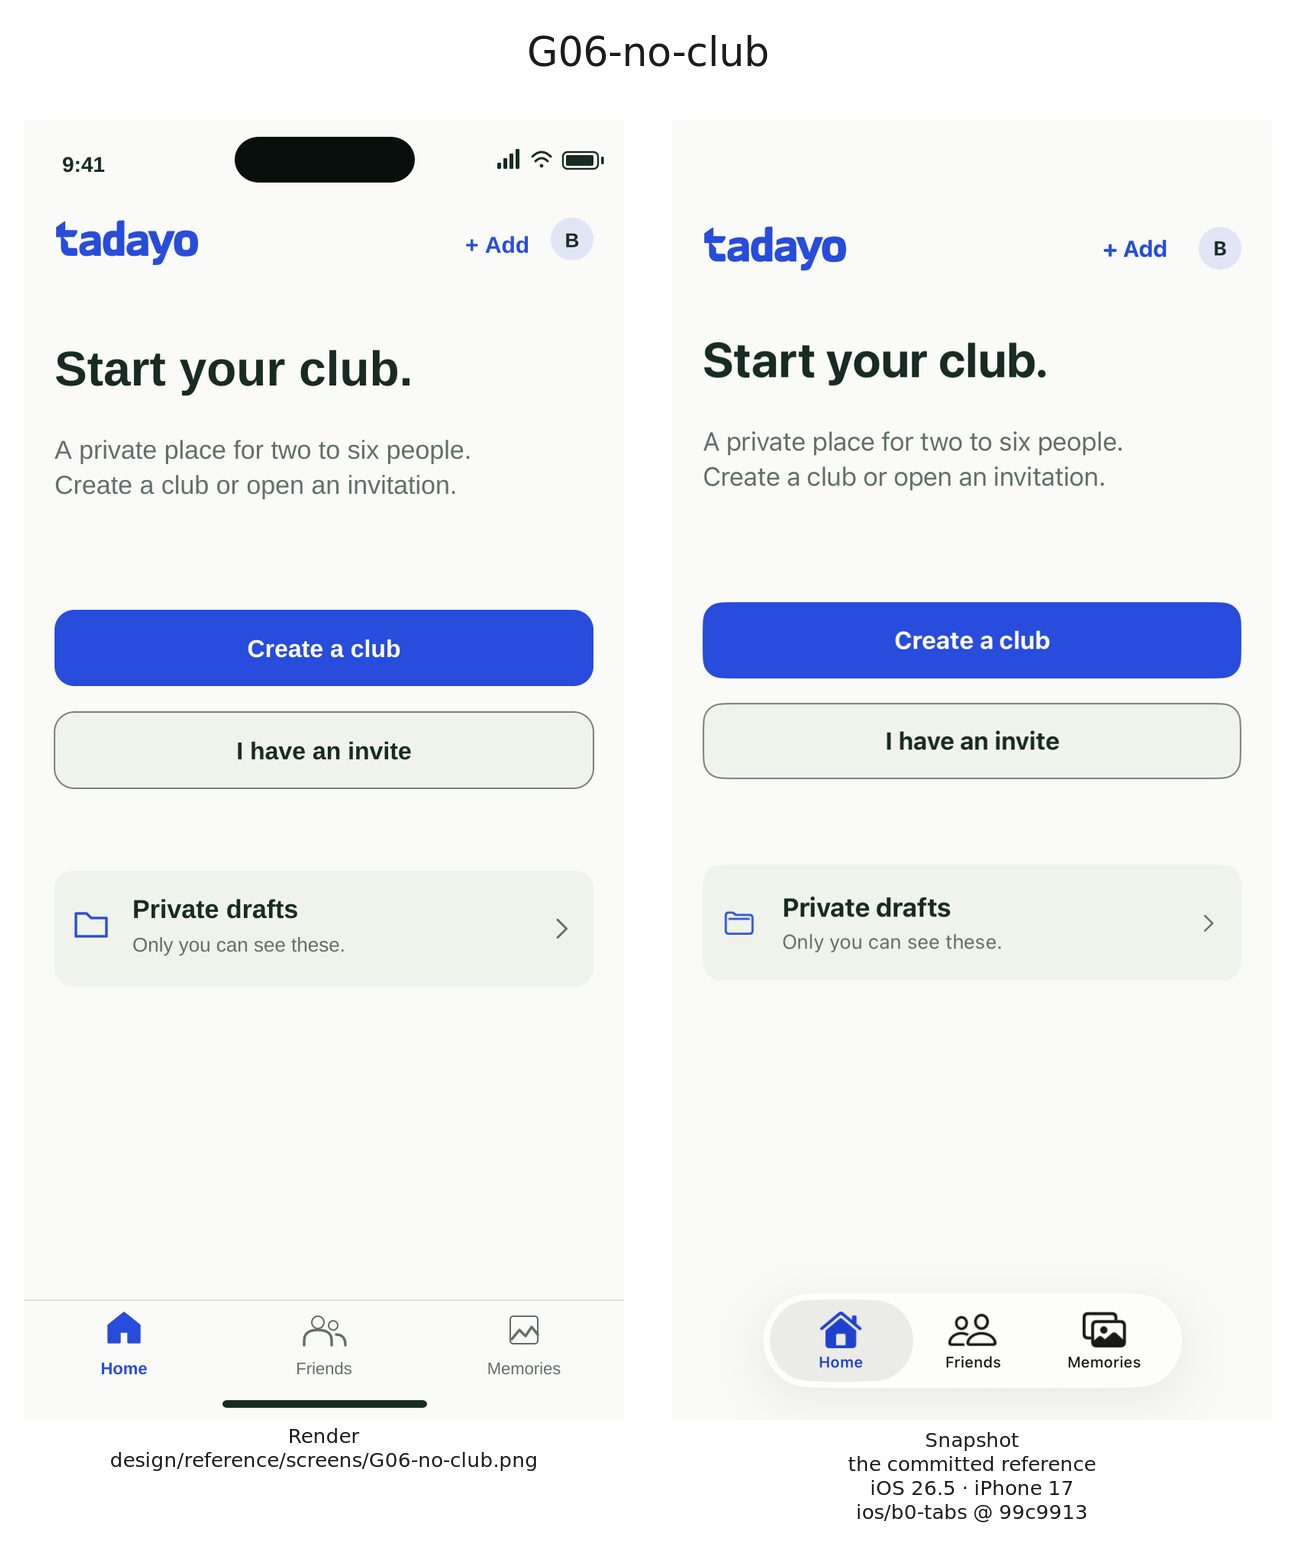 G06-no-club
9:41
tadayo
+ Add
B
Start your club.
A private place for two to six people.
Create a club or open an invitation.
Create a club
I have an invite
Private drafts
Only you can see these.
Home
Friends
Memories
Render
design/reference/screens/G06-no-club.png
tadayo
+ Add
B
Start your club.
A private place for two to six people.
Create a club or open an invitation.
Create a club
I have an invite
Private drafts
Only you can see these.
Home
Friends
Memories
Snapshot
the committed reference
iOS 26.5 · iPhone 17
ios/b0-tabs @ 99c9913